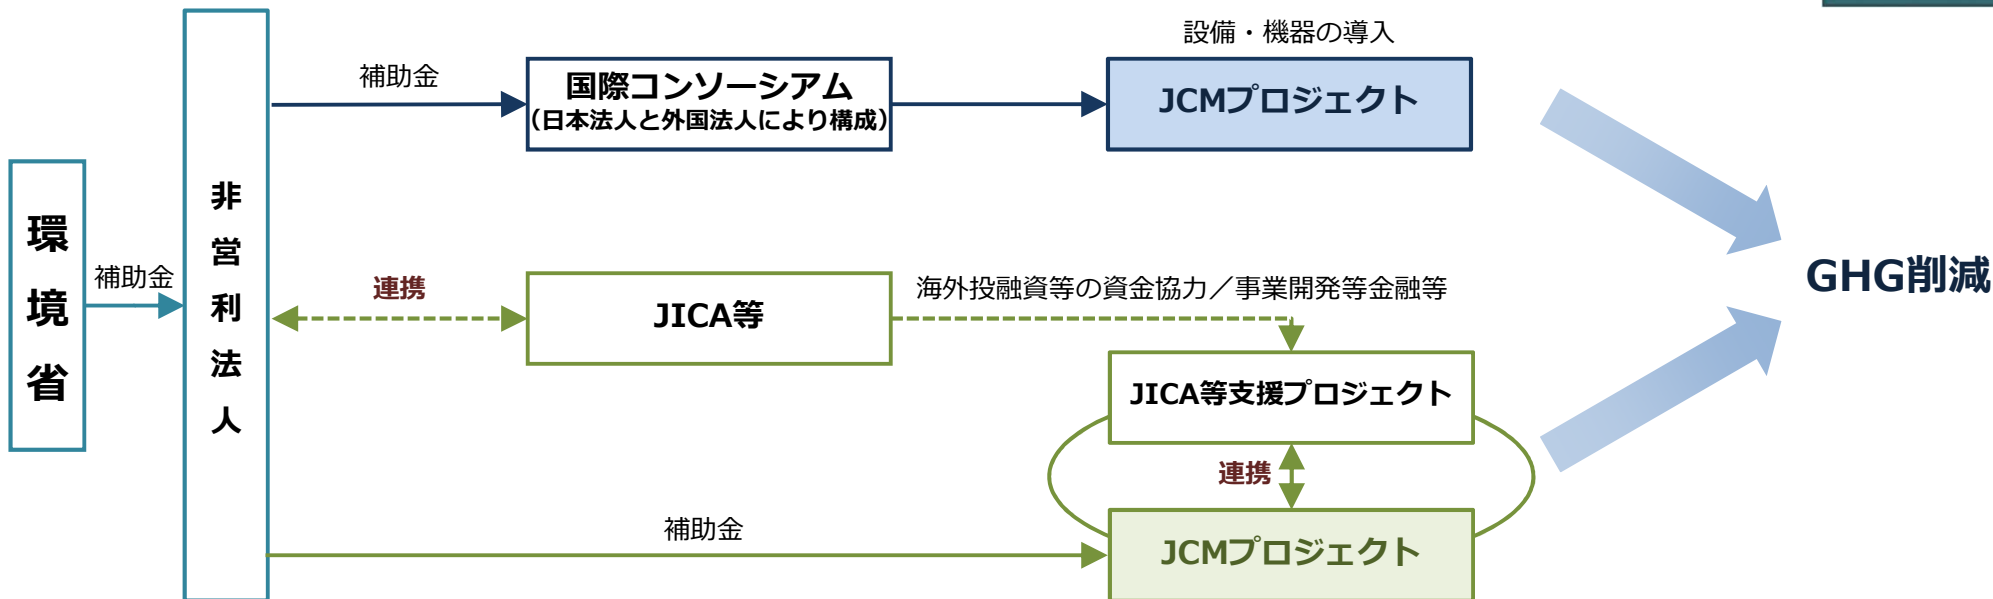 環境省
補助金
非営利法人
補助金
国際コンソーシアム
（日本法人と外国法人により構成）
設備・機器の導入
JCMプロジェクト
連携
JICA等
海外投融資等の資金協力／事業開発等金融等
JICA等支援プロジェクト
連携
補助金
JCMプロジェクト
GHG削減